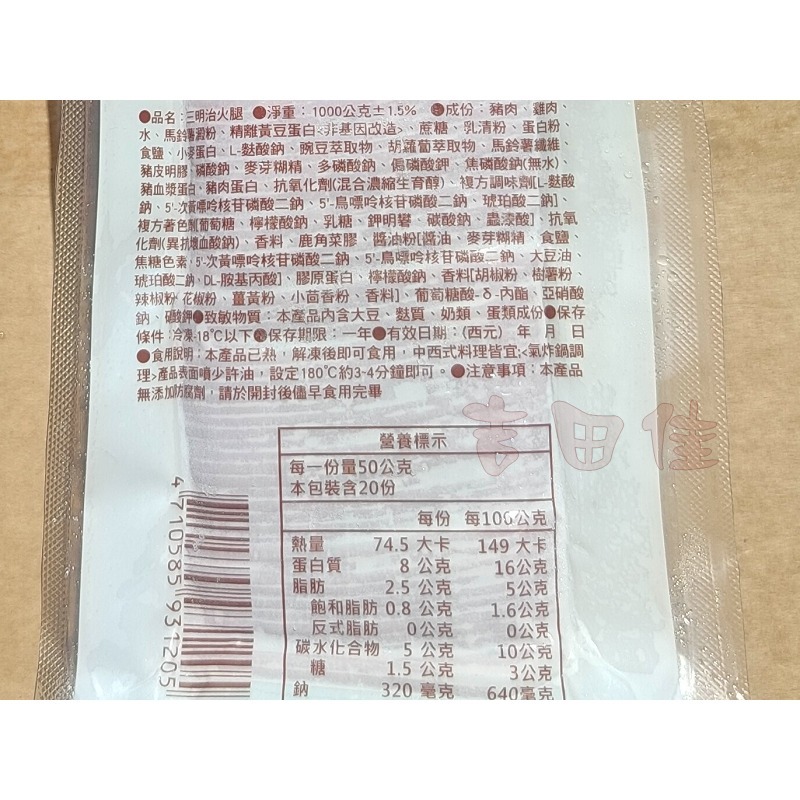 ●品名:三明治火腿 ●淨重:1000公克±1.5% ●成份:豬肉、雞肉、
水、馬鈴薯澱粉、精離黃豆蛋白<非基因改造>、蔗糖、乳清粉、蛋白粉、
食鹽、小麥蛋白、L-麩酸鈉、豌豆萃取物、胡蘿蔔萃取物、馬鈴薯纖維、
豬皮明膠、磷酸鈉、麥芽糊精、多磷酸鈉、偏磷酸鉀、焦磷酸鈉(無水)、
豬血漿蛋白、豬肉蛋白、抗氧化劑(混合濃縮生育醇)、複方調味劑[L-麩酸
鈉、5'-次黃嘌呤核苷磷酸二鈉、5'-鳥嘌呤核苷磷酸二鈉、琥珀酸二鈉]、
複方著色劑[葡萄糖、檸檬酸鈉、乳糖、鉀明礬、碳酸鈉、蟲漆酸]、抗氧
化劑(異抗壞血酸鈉)、香料、鹿角菜膠、醬油粉[醬油、麥芽糊精、食鹽、
焦糖色素、5'-次黃嘌呤核苷磷酸二鈉、5'-鳥嘌呤核苷磷酸二鈉、大豆油、
琥珀酸二鈉、DL-胺基丙酸]、膠原蛋白、檸檬酸鈉、香料[胡椒粉、樹薯粉、
辣椒粉、花椒粉、薑黃粉、小茴香粉、香料]、葡萄糖酸-δ-內酯、亞硝酸
鈉、硝酸鉀●致敏物質:本產品內含大豆、麩質、奶類、蛋類成份●保存
條件:冷凍-18℃以下●保存期限:一年●有效日期:(西元) 年 月 日
●食用說明:本產品已熟,解凍後即可食用,中西式料理皆宜;<氣炸鍋調
理>產品表面噴少許油,設定180℃約3-4分鐘即可。●注意事項:本產品
無添加防腐劑,請於開封後儘早食用完畢
吉田佳
營養標示
每一份量50公克
本包裝含20份
每份 每100公克
熱量 74.5 大卡 149 大卡
蛋白質 8 公克 16公克
脂肪 2.5 公克 5公克
飽和脂肪 0.8 公克 1.6公克
反式脂肪 0公克 0公克
碳水化合物 5 公克 10公克
糖 1.5 公克 3公克
鈉 320 毫克 640毫克
4 710585 931205